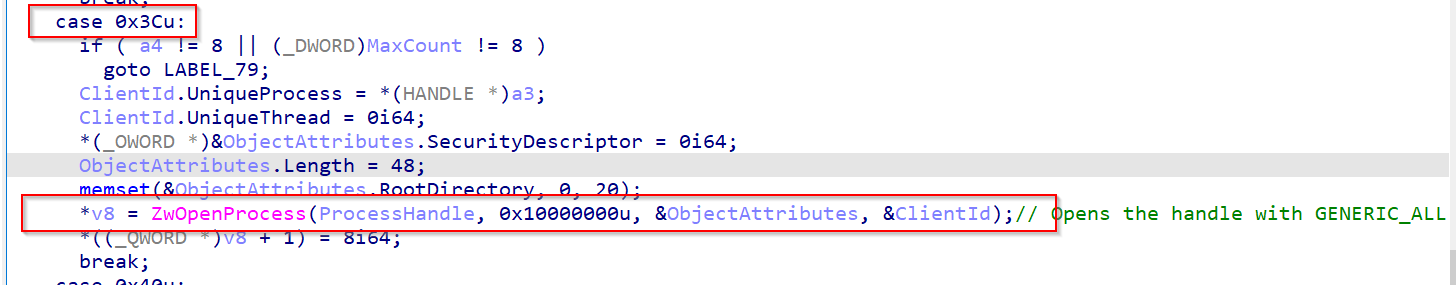 break;
case 0x3Cu:
if ( a4 != 8 || (_DWORD)MaxCount != 8 )
goto LABEL_79;
ClientId.UniqueProcess = *(HANDLE *)a3;
ClientId.UniqueThread = 0i64;
*(_OWORD *)&ObjectAttributes.SecurityDescriptor = 0i64;
ObjectAttributes.Length = 48;
memset(&ObjectAttributes.RootDirectory, 0, 20);
*v8 = ZwOpenProcess(ProcessHandle, 0x10000000u, &ObjectAttributes, &ClientId);// Opens the handle with GENERIC_ALL
*((_QWORD *)v8 + 1) = 8i64;
break;
case 0x40u: